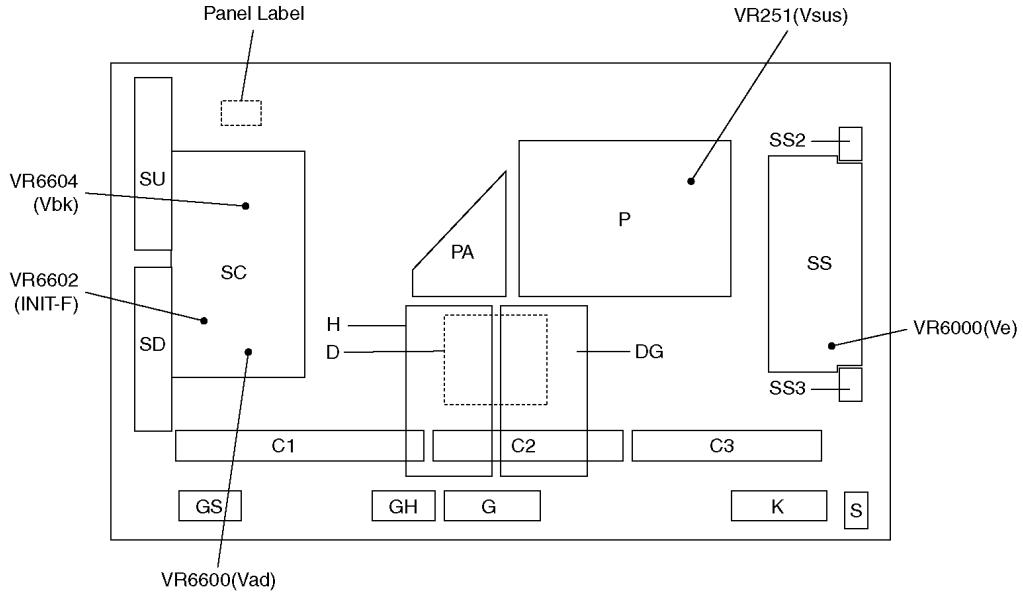 Panel Label
VR251(Vsus)
SS2
SU
VR6604
(Vbk)
P
PA
SC
SS
VR6602
(INIT-F)
H
D
DG
VR6000(Ve)
SD
SS3
C1
C2
C3
GS
GH
G
K
S
VR6600(Vad)